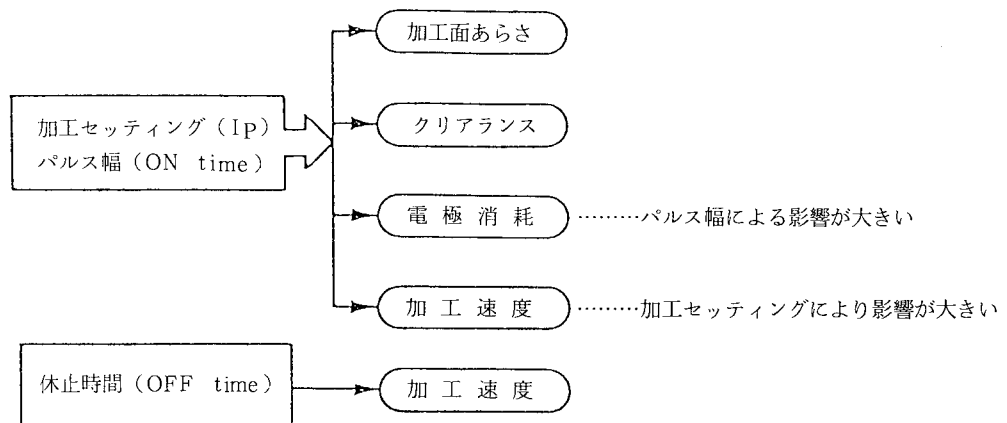 加工面あらさ
加工セッティング（IP）
パルス幅（ON time）
クリアランス
電極消耗 ………パルス幅による影響が大きい
加工速度 ………加工セッティングにより影響が大きい
休止時間（OFF time）
加工速度